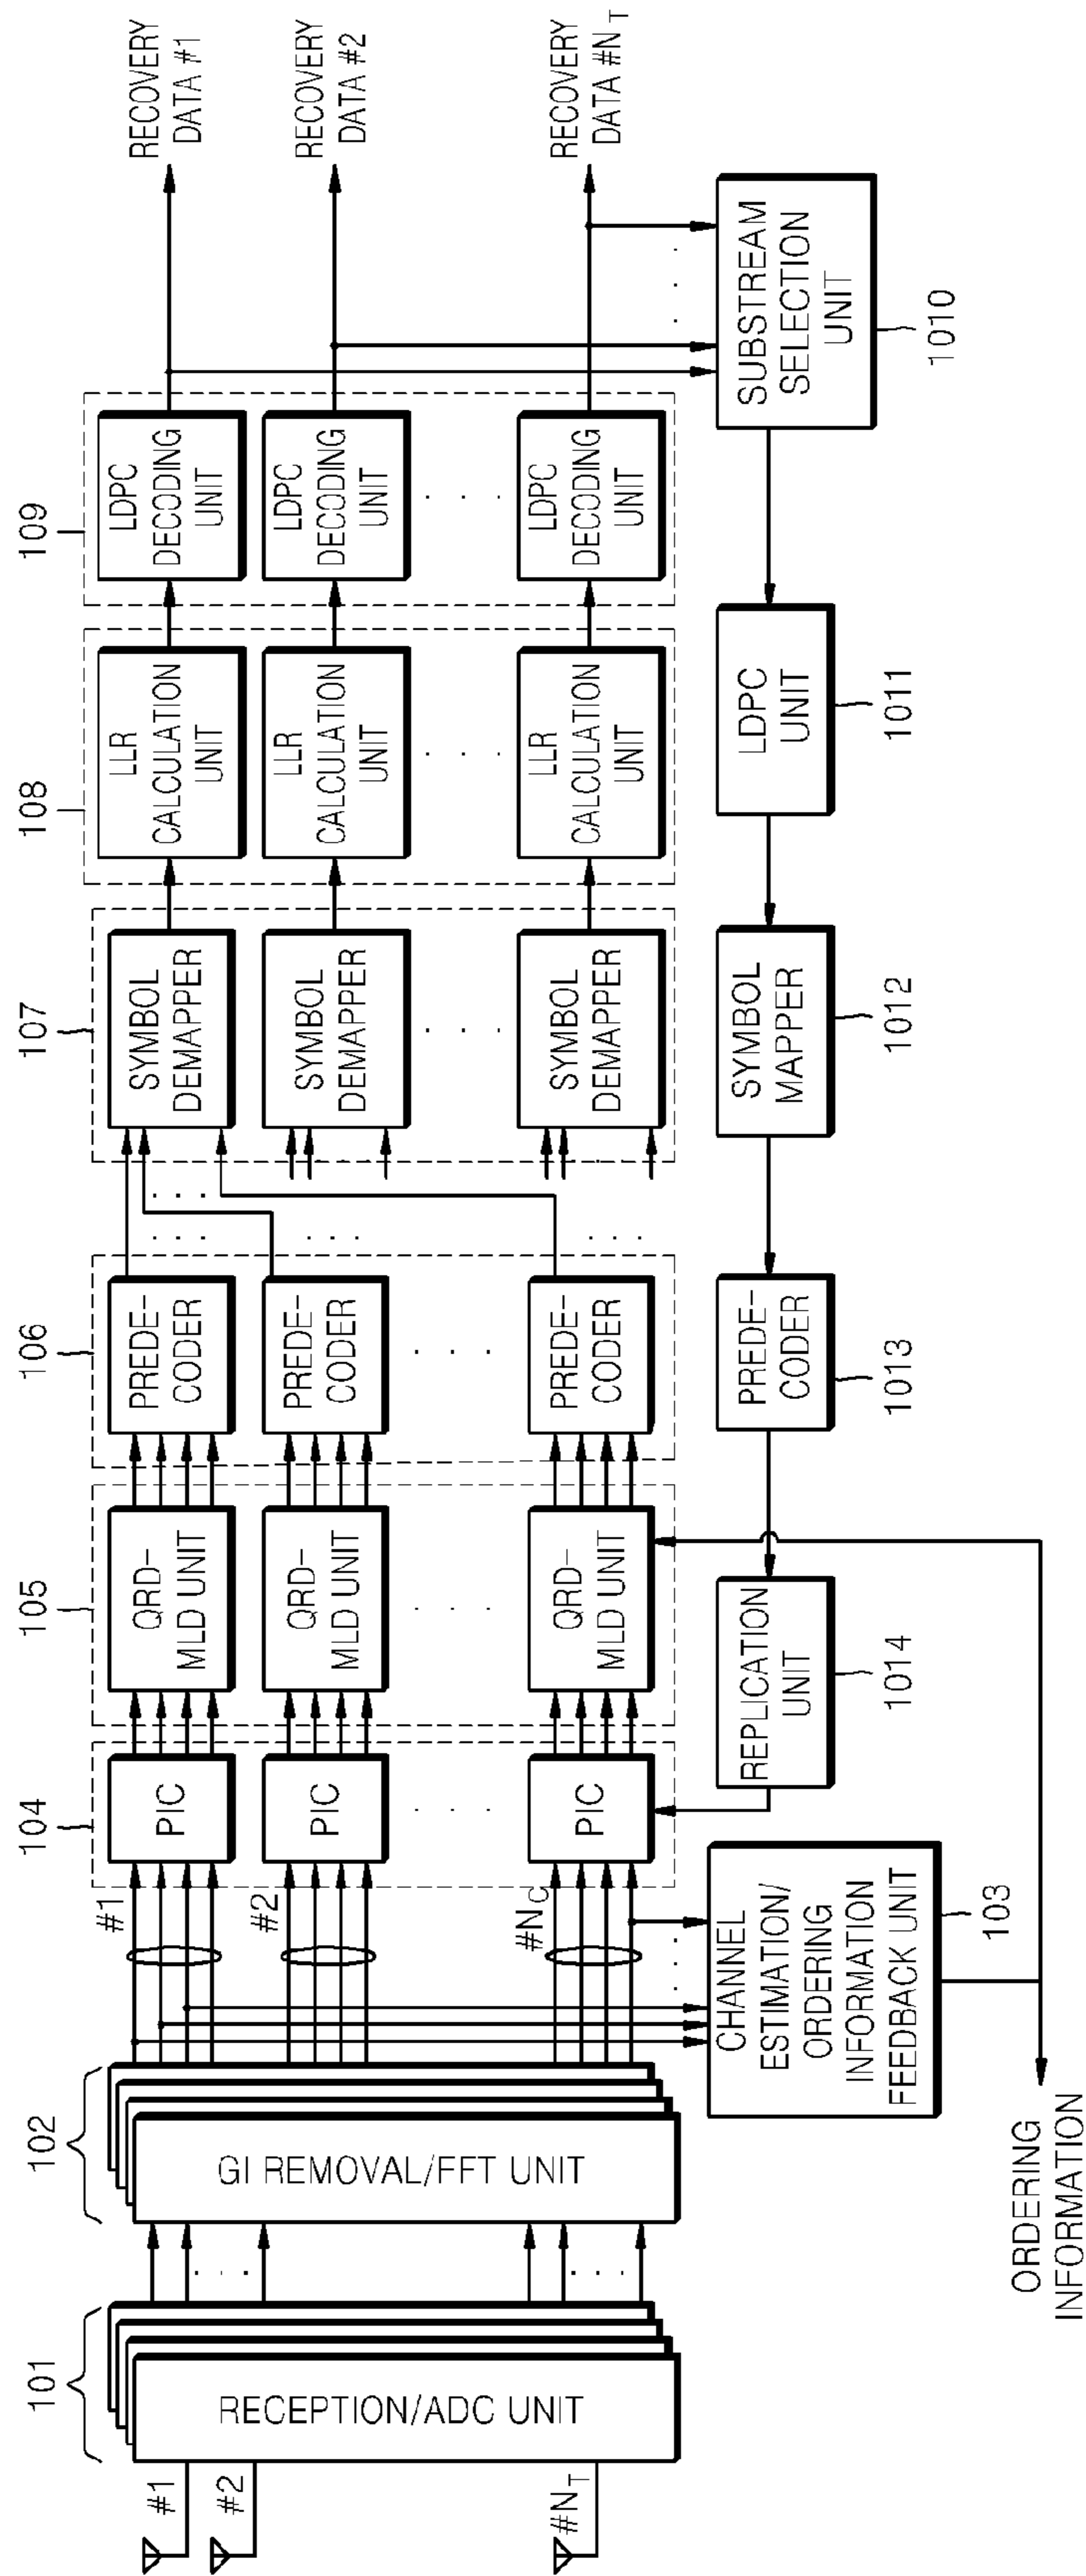 101
102
#1
#2
#N_T
RECEPTION/ADC UNIT
GI REMOVAL/FFT UNIT
#1
#2
#N_C
CHANNEL
ESTIMATION/
ORDERING
INFORMATION
FEEDBACK UNIT
103
ORDERING
INFORMATION
104
PIC
PIC
PIC
105
QRD-
MLD UNIT
QRD-
MLD UNIT
QRD-
MLD UNIT
106
PREDE-
CODER
PREDE-
CODER
PREDE-
CODER
107
SYMBOL
DEMAPPER
SYMBOL
DEMAPPER
SYMBOL
DEMAPPER
108
LLR
CALCULATION
UNIT
LLR
CALCULATION
UNIT
LLR
CALCULATION
UNIT
109
LDPC
DECODING
UNIT
LDPC
DECODING
UNIT
LDPC
DECODING
UNIT
RECOVERY
DATA #1
RECOVERY
DATA #2
RECOVERY
DATA #N_T
SUBSTREAM
SELECTION
UNIT
1010
LDPC
UNIT
1011
SYMBOL
MAPPER
1012
PREDE-
CODER
1013
REPLICATION
UNIT
1014